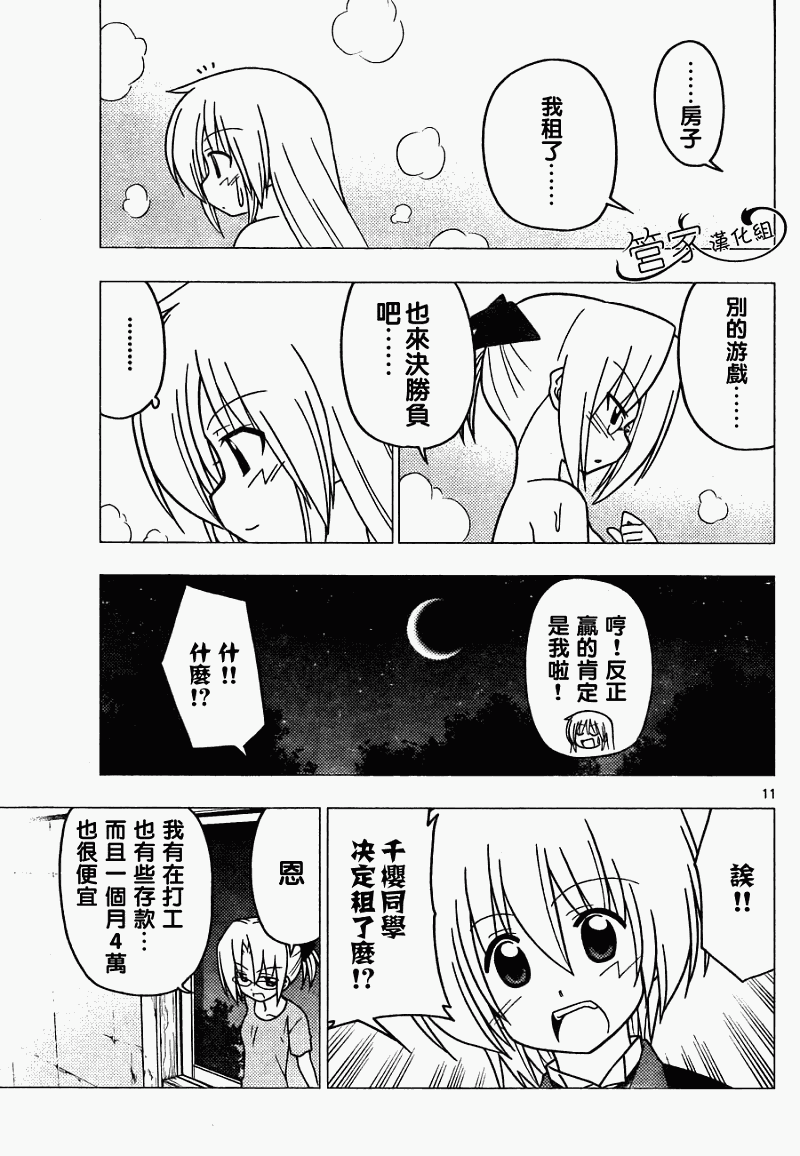 ……房子
我租了……
管家漢化組
別的游戲……
也來決勝負
吧……
………
哼！反正
贏的肯定
是我啦！
什!!
什麼!?
11
誒!!
千櫻同學
決定租了麼!?
恩
我有在打工
也有些存款…
而且一個月4萬
也很便宜